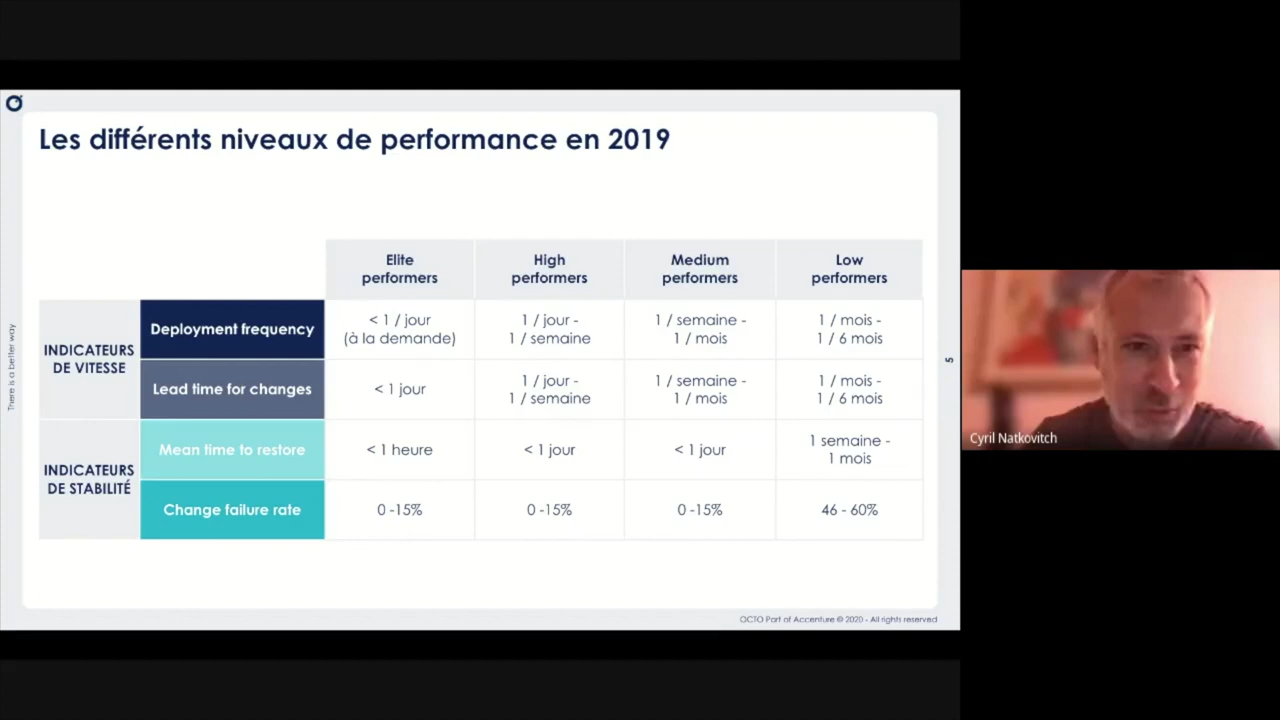 Les différents niveaux de performance en 2019
Elite
performers
High
performers
Medium
performers
Low
performers
INDICATEURS
DE VITESSE
Deployment frequency
< 1 / jour
(à la demande)
1 / jour -
1 / semaine
1 / semaine -
1 / mois
1 / mois -
1 / 6 mois
Lead time for changes
< 1 jour
1 / jour -
1 / semaine
1 / semaine -
1 / mois
1 / mois -
1 / 6 mois
INDICATEURS
DE STABILITÉ
Mean time to restore
< 1 heure
< 1 jour
< 1 jour
1 semaine -
1 mois
Change failure rate
0 -15%
0 -15%
0 -15%
46 - 60%
There is a better way
5
OCTO Part of Accenture © 2020 - All rights reserved
Cyril Natkovitch